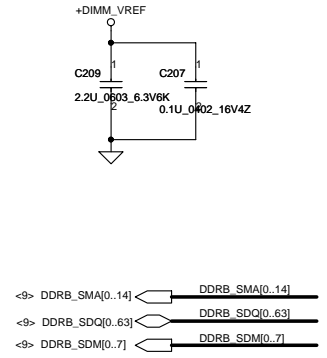 +DIMM_VREF
1
1
C209
C207
2.2U_0603_6.3V6K
2
2
0.1U_0402_16V4Z
<9> DDRB_SMA[0..14]
DDRB_SMA[0..14]
<9> DDRB_SDQ[0..63]
DDRB_SDQ[0..63]
<9> DDRB_SDM[0..7]
DDRB_SDM[0..7]